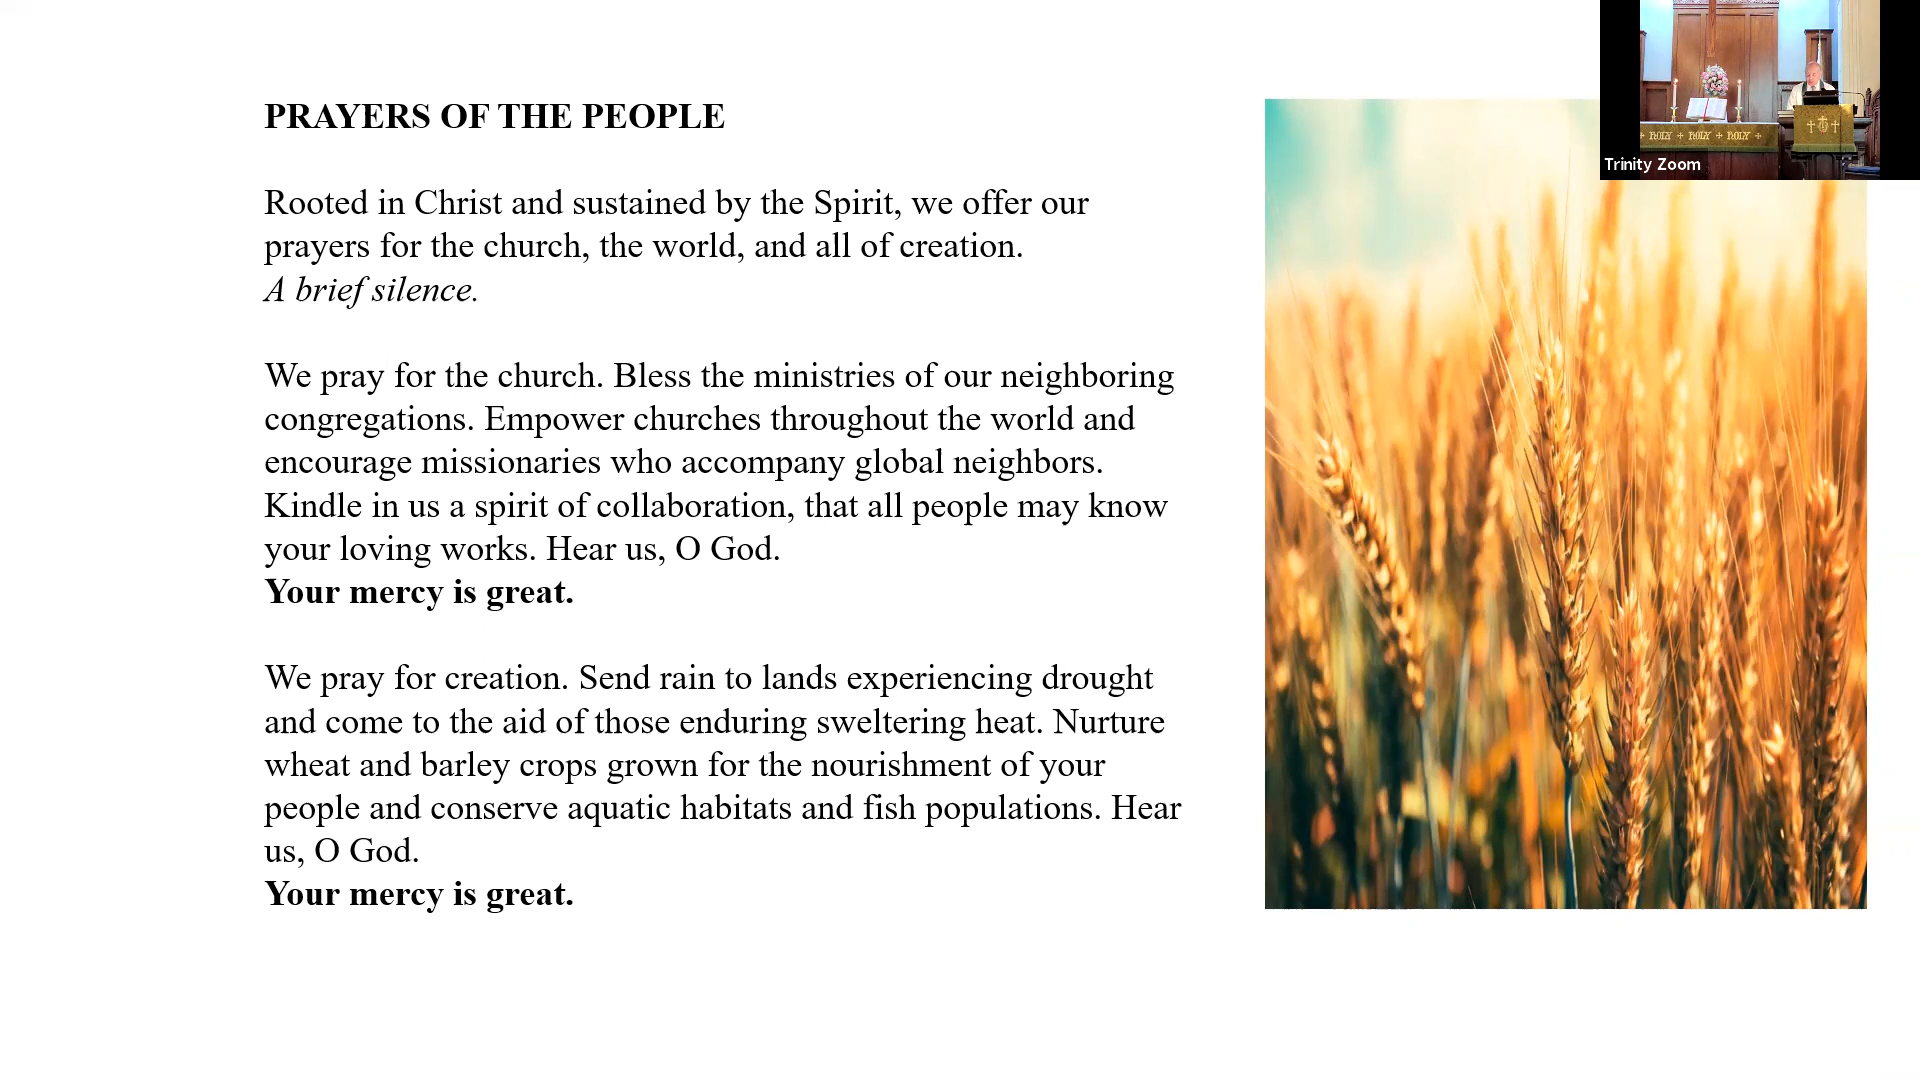 PRAYERS OF THE PEOPLE
Rooted in Christ and sustained by the Spirit, we offer our
prayers for the church, the world, and all of creation.
A brief silence.
We pray for the church. Bless the ministries of our neighboring
congregations. Empower churches throughout the world and
encourage missionaries who accompany global neighbors.
Kindle in us a spirit of collaboration, that all people may know
your loving works. Hear us, O God.
Your mercy is great.
We pray for creation. Send rain to lands experiencing drought
and come to the aid of those enduring sweltering heat. Nurture
wheat and barley crops grown for the nourishment of your
people and conserve aquatic habitats and fish populations. Hear
us, O God.
Your mercy is great.
HOLY + HOLY + HOLY +
Trinity Zoom